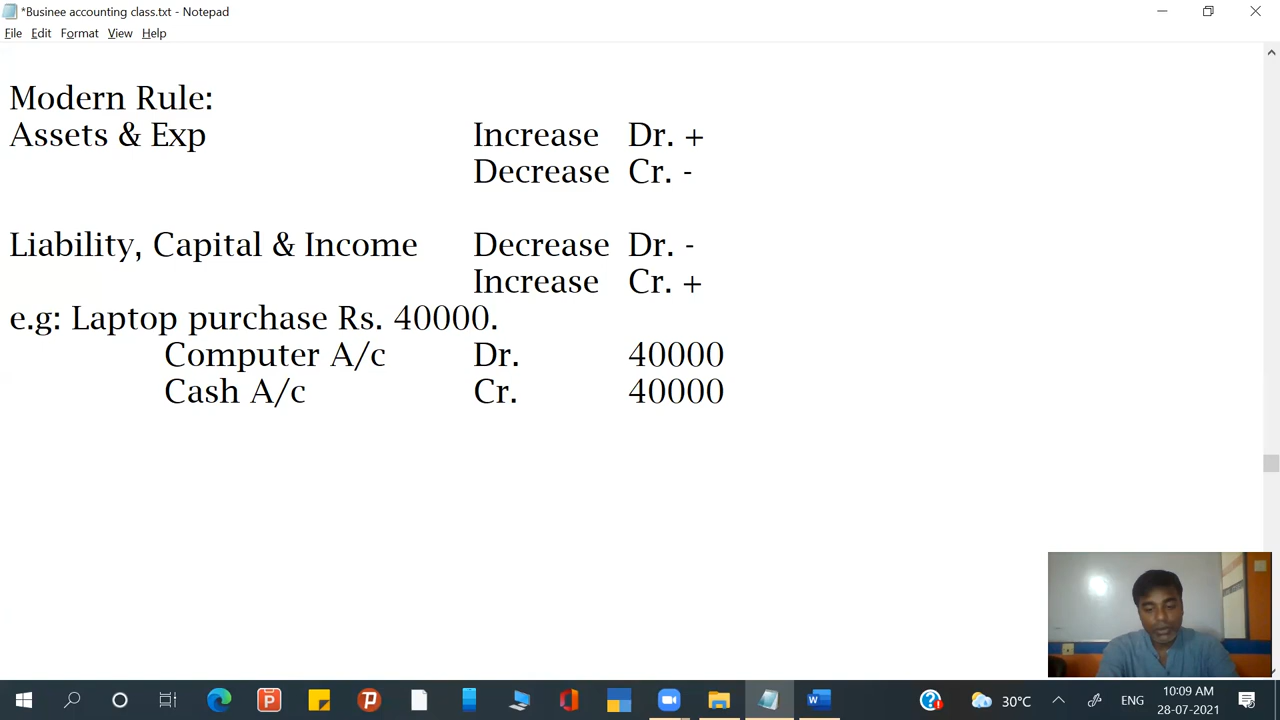 *Businee accounting class.txt - Notepad
File Edit Format View Help
Modern Rule:
Assets & Exp Increase Dr. +
Decrease Cr. -
Liability, Capital & Income Decrease Dr. -
Increase Cr. +
e.g: Laptop purchase Rs. 40000.
Computer A/c Dr. 40000
Cash A/c Cr. 40000
30°C ENG 10:09 AM
28-07-2021